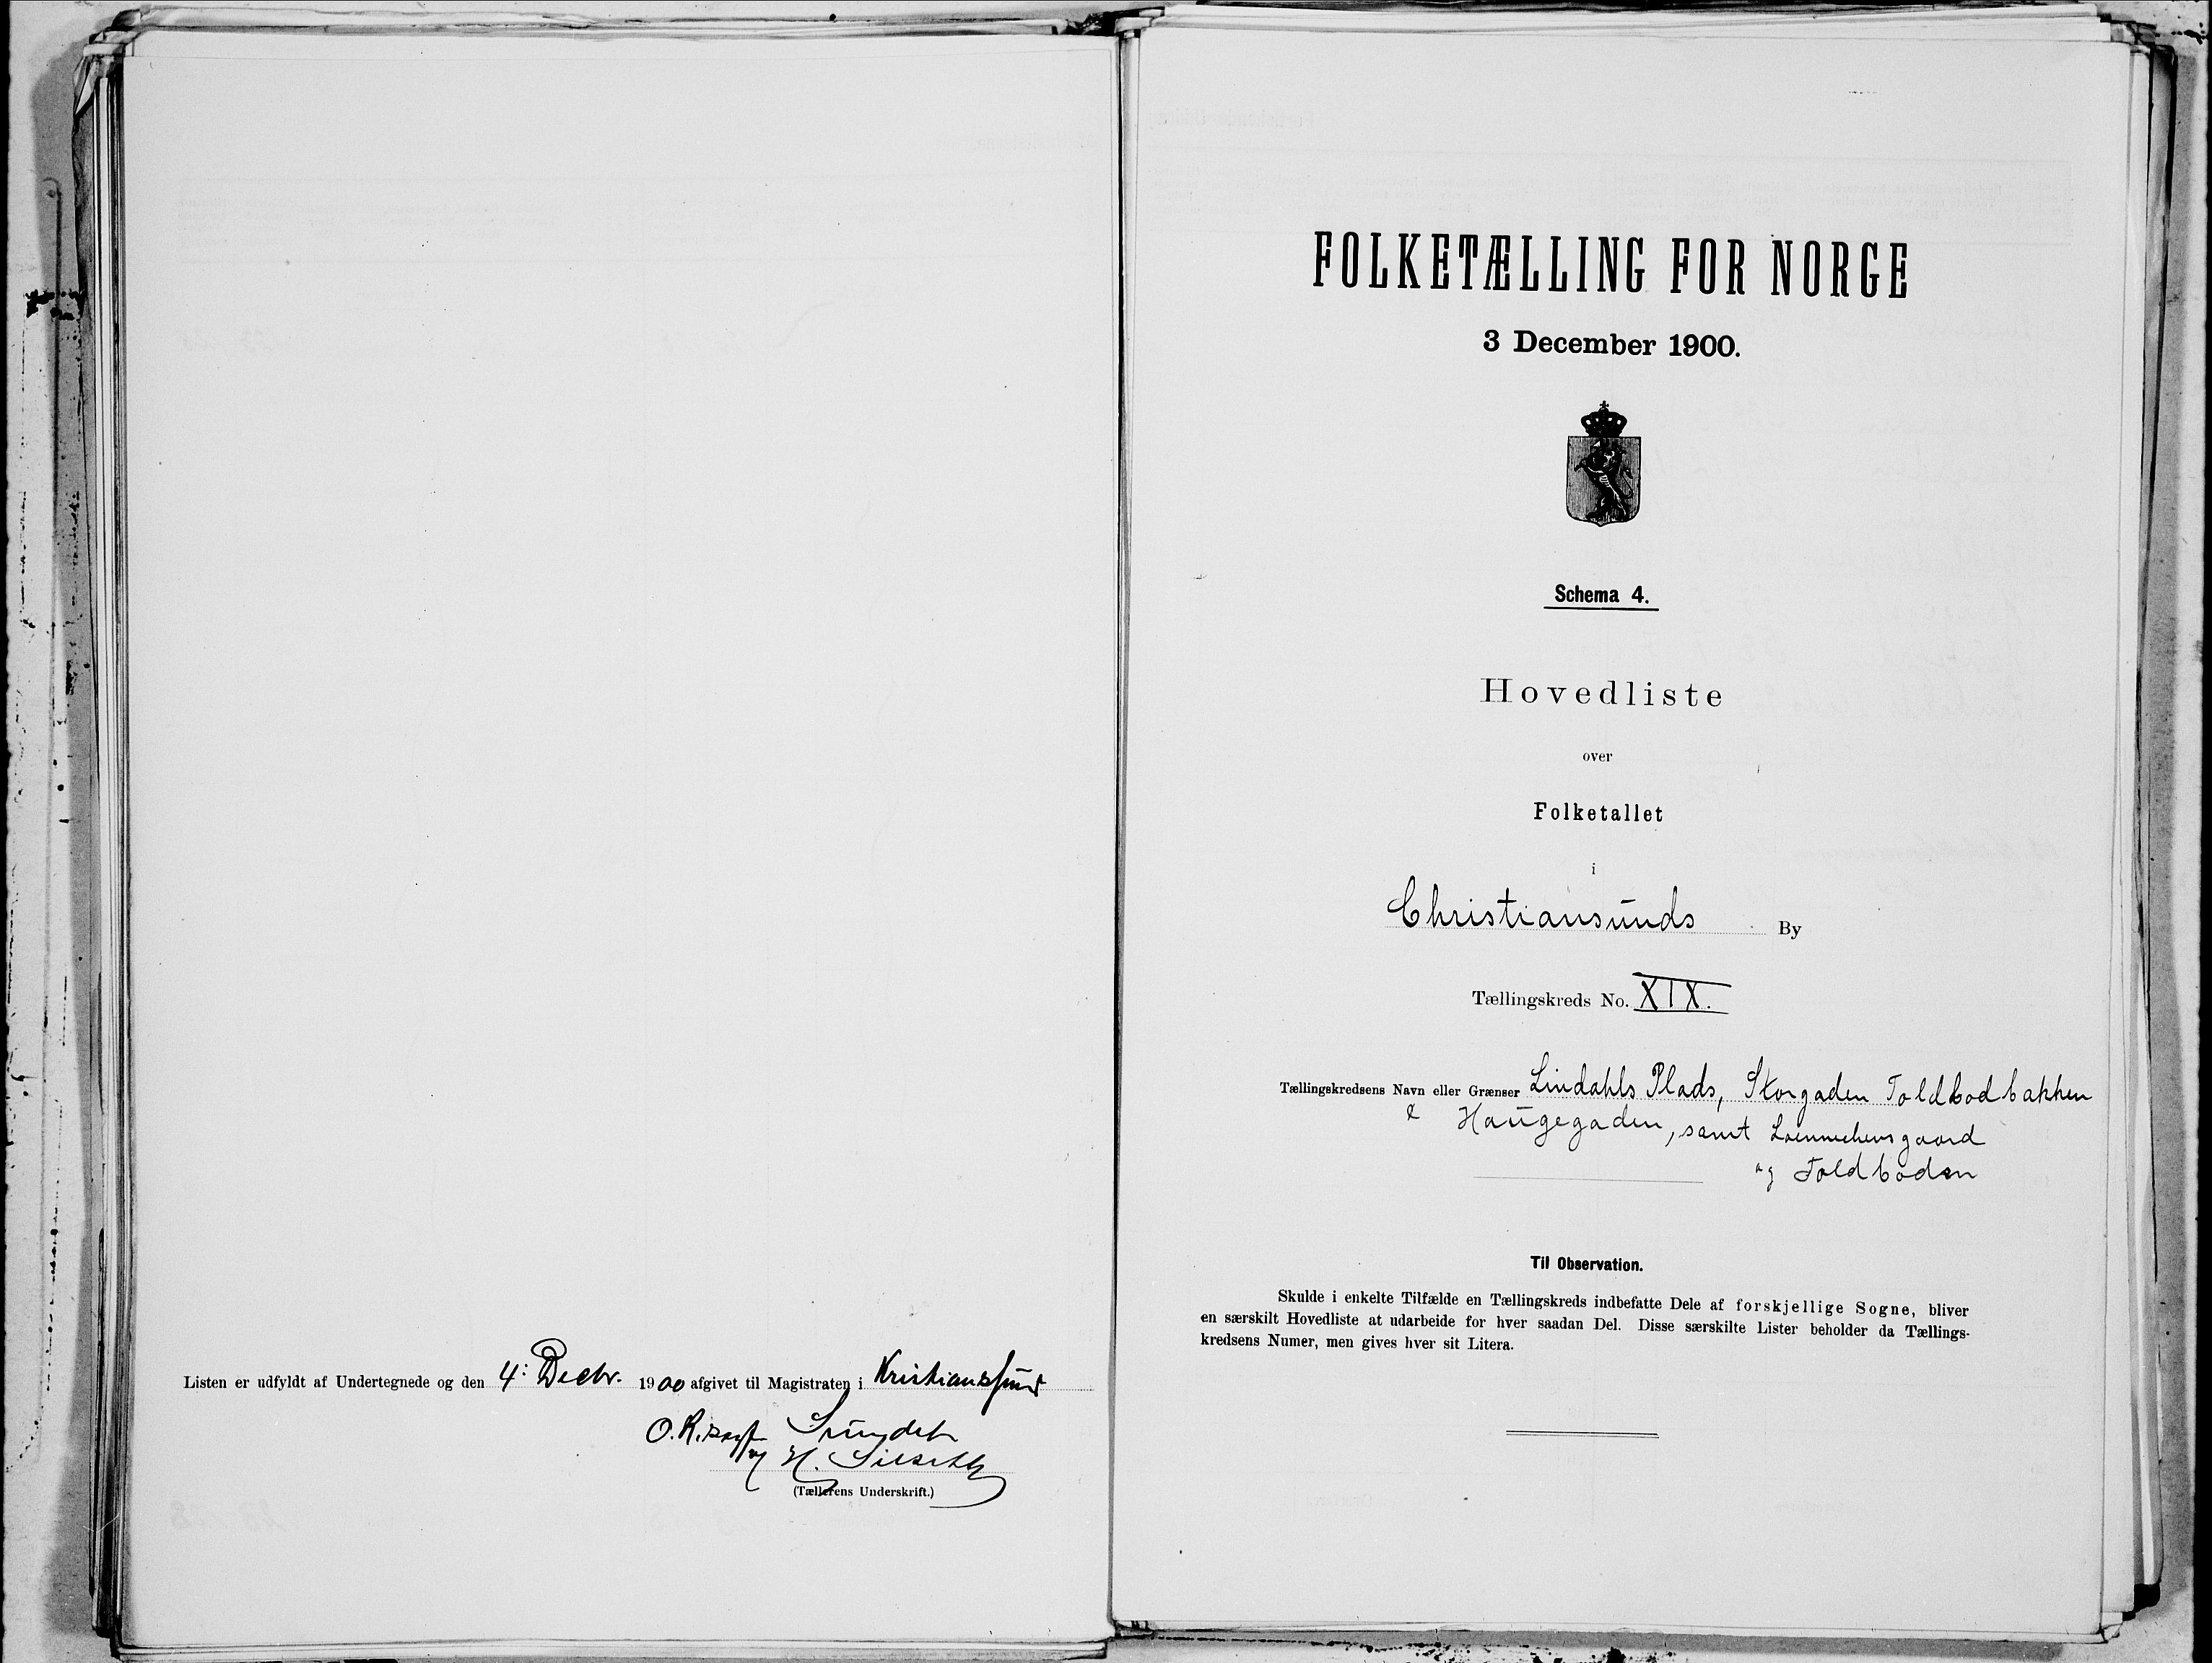 Listen er udfyldt af Undertegnede og den 4: Decbr. 1900 afgivet til Magistraten i Kristianssund
O. K. Sundet
og H.
(Tællerens Underskrift.)
FOLKETÆLLING FOR NORGE
3 December 1900.
Schema 4.
Hovedliste
over
Folketallet
i
Christiansunds By
Tællingskreds No. XIX.
Tællingskredsens Navn eller Grænser Lindahls Plads, Storgaden Toldbodbakken
& Haugegaden, samt Loennechensgaard
og Toldboden
Til Observation.
Skulde i enkelte Tilfælde en Tællingskreds indbefatte Dele af forskjellige Sogne, bliver
en særskilt Hovedliste at udarbeide for hver saadan Del. Disse særskilte Lister beholder da Tællings-
kredsens Numer, men gives hver sit Litera.